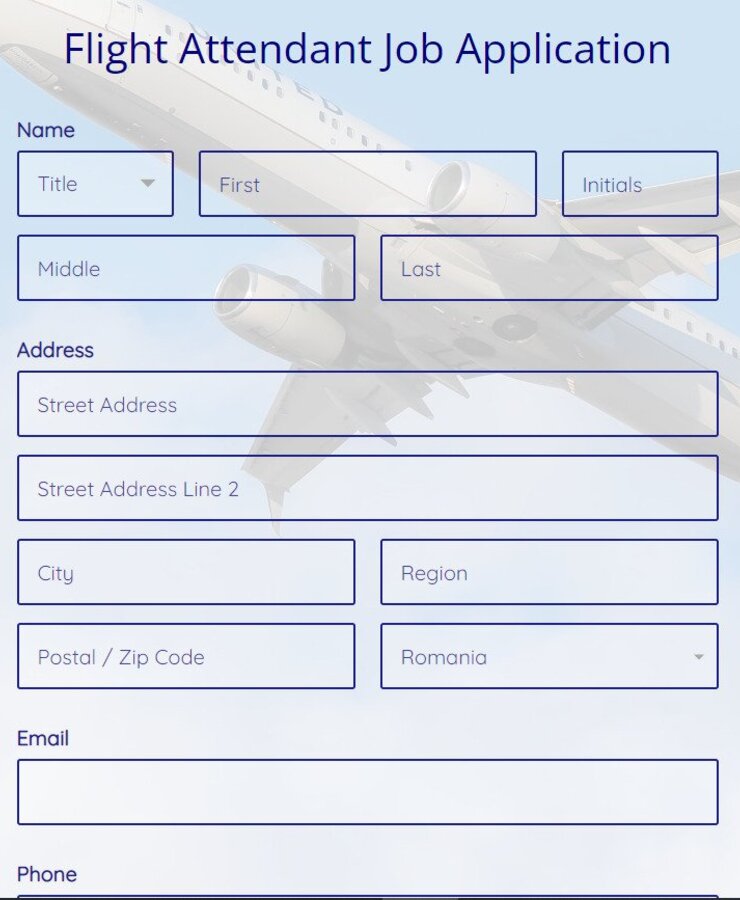 Flight Attendant Job Application
Name
Title First Initials
Middle Last
Address
Street Address
Street Address Line 2
City Region
Postal / Zip Code Romania
Email
Phone